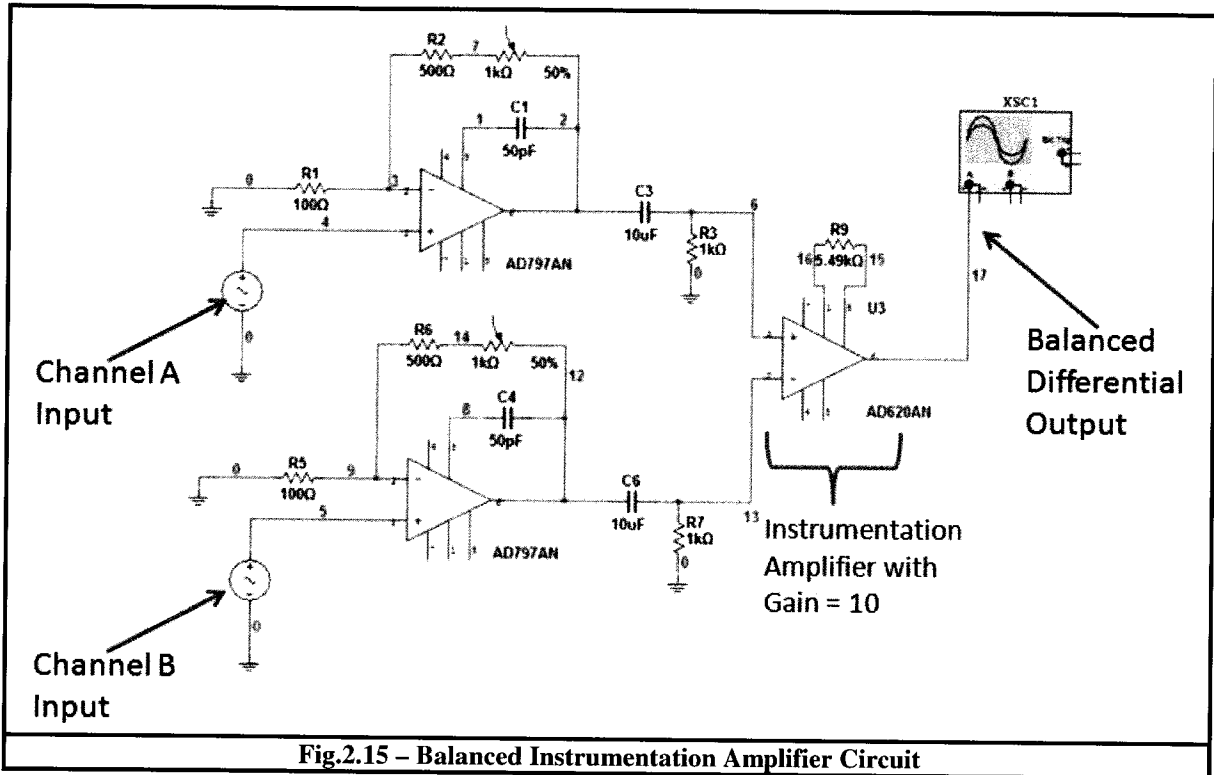 XSC1
R2
7
500Ω
1kΩ
50%
C1
1
2
50pF
R1
0
3
100Ω
4
AD797AN
0
C3
10uF
6
R3
1kΩ
0
R9
16
5.49kΩ
15
U3
17
AD620AN
Channel A
Input
R6
14
500Ω
1kΩ
50%
12
C4
8
50pF
R5
0
9
100Ω
5
AD797AN
0
C6
10uF
13
R7
1kΩ
0
Balanced
Differential
Output
Instrumentation
Amplifier with
Gain = 10
Channel B
Input
Fig.2.15 – Balanced Instrumentation Amplifier Circuit